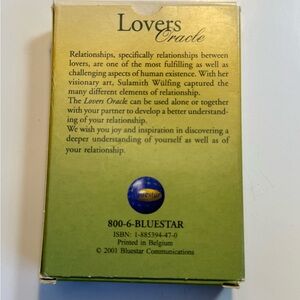 Lovers
Oracle
Relationships, specifically relationships between
lovers, are one of the most fulfilling as well as
challenging aspects of human existence. With her
visionary art, Sulamith Wülfing captured the
many different elements of relationship.
The Lovers Oracle can be used alone or together
with your partner to develop a better understand-
ing of your relationship.
We wish you joy and inspiration in discovering a
deeper understanding of yourself as well as of
your relationship.
Bluestar
800-6-BLUESTAR
ISBN: 1-885394-47-0
Printed in Belgium
© 2001 Bluestar Communications